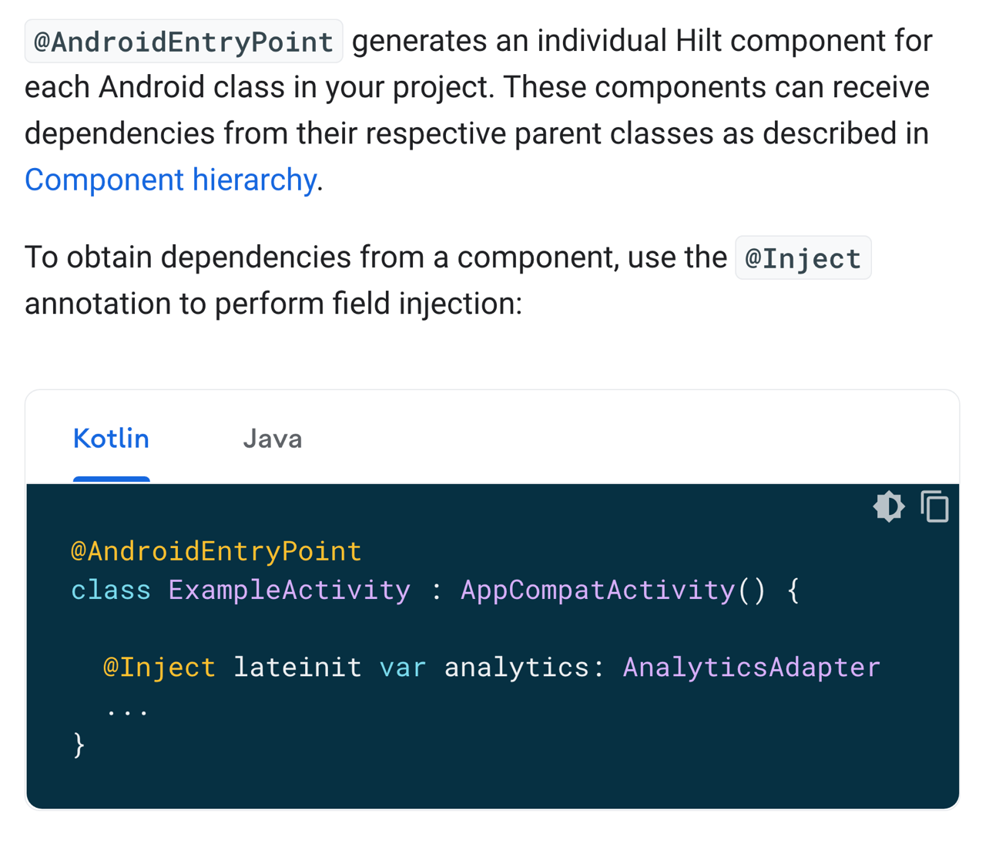 @AndroidEntryPoint generates an individual Hilt component for
each Android class in your project. These components can receive
dependencies from their respective parent classes as described in
Component hierarchy.
To obtain dependencies from a component, use the @Inject
annotation to perform field injection:
Kotlin Java
@AndroidEntryPoint
class ExampleActivity : AppCompatActivity() {
@Inject lateinit var analytics: AnalyticsAdapter
...
}